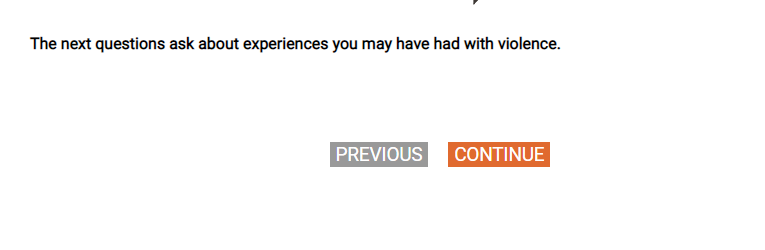 The next questions ask about experiences you may have had with violence.
PREVIOUS CONTINUE